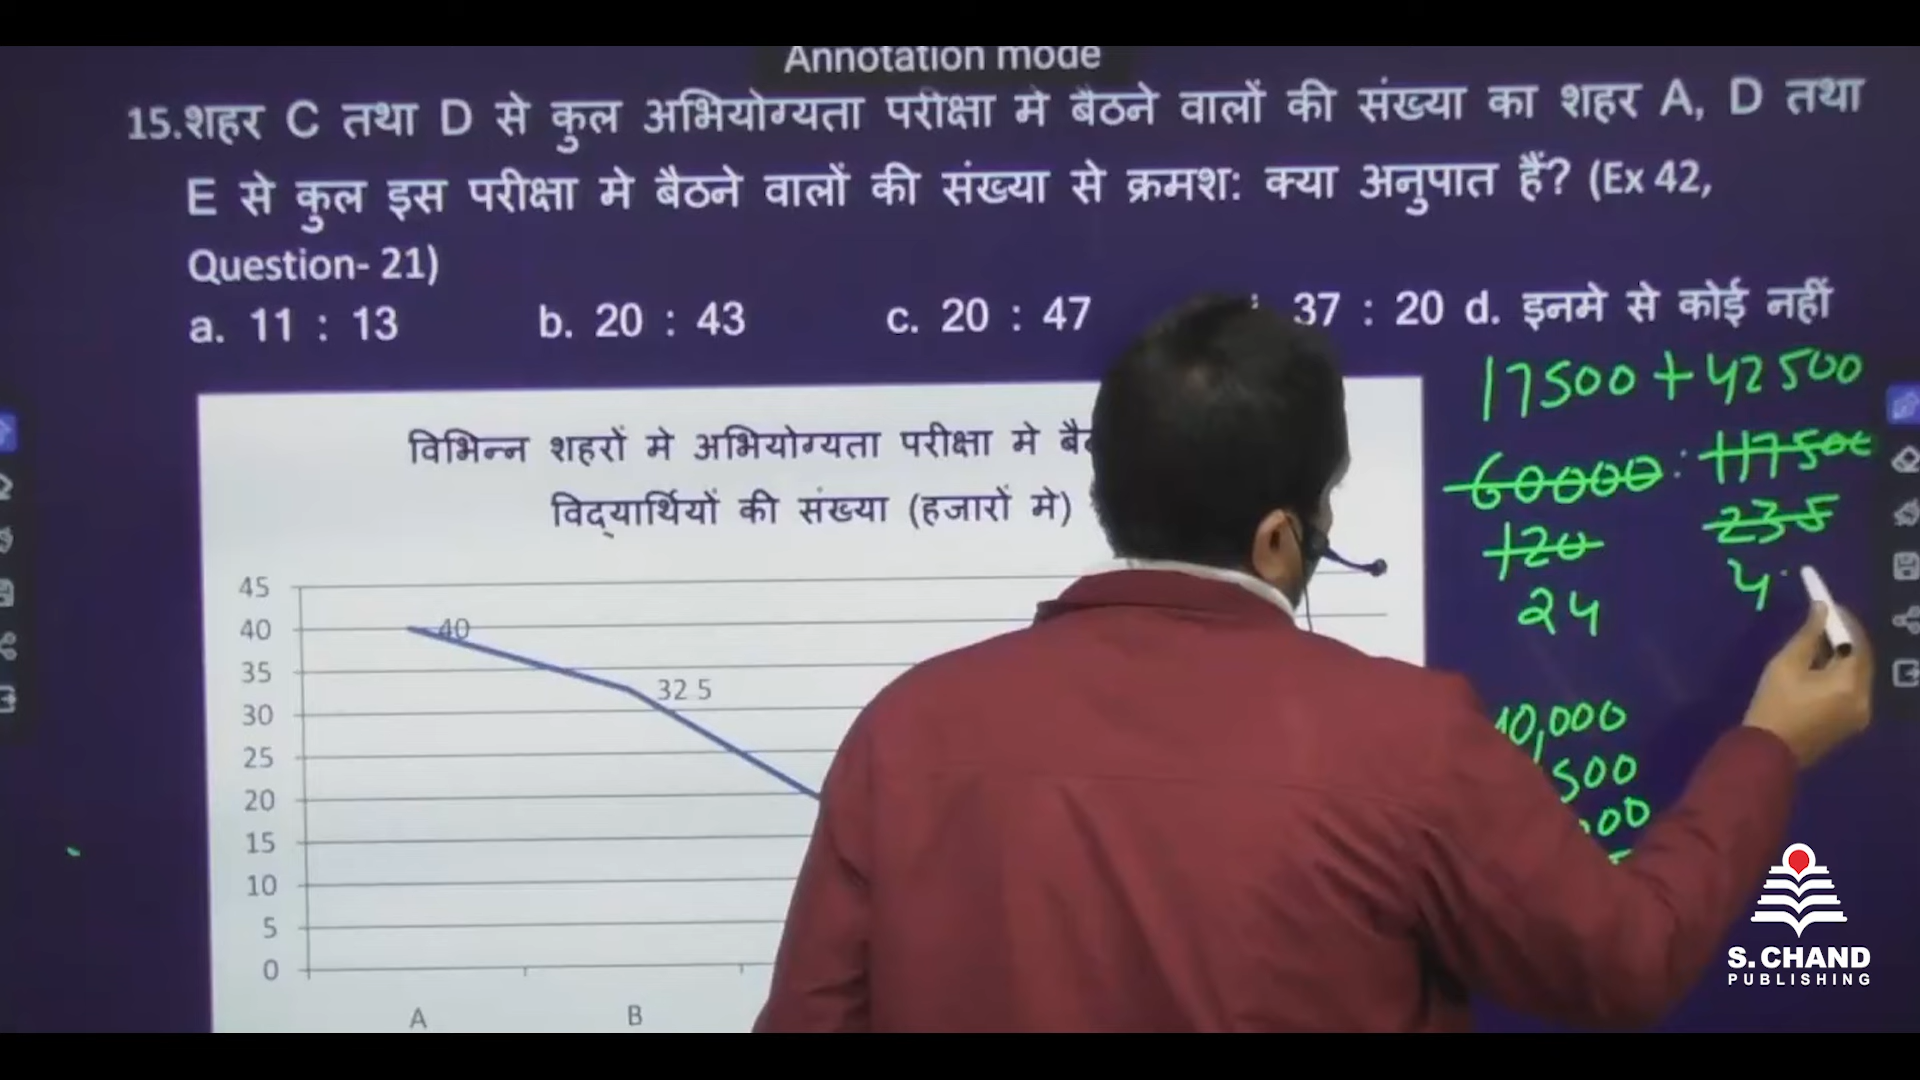 Annotation mode
15.शहर C तथा D से कुल अभियोग्यता परीक्षा मे बैठने वालों की संख्या का शहर A, D तथा
E से कुल इस परीक्षा मे बैठने वालों की संख्या से क्रमश: क्या अनुपात हैं? (Ex 42,
Question- 21)
a. 11 : 13 b. 20 : 43 c. 20 : 47 37 : 20 d. इनमे से कोई नहीं
17500 + 42500
60000 : 117500
120 235
24 4
विभिन्न शहरों मे अभियोग्यता परीक्षा मे
विद्यार्थियों की संख्या (हजारों मे)
45
40 40
35
32 5
30
25
20
15
10
5
0
A B
0,000
500
00
S. CHAND
PUBLISHING